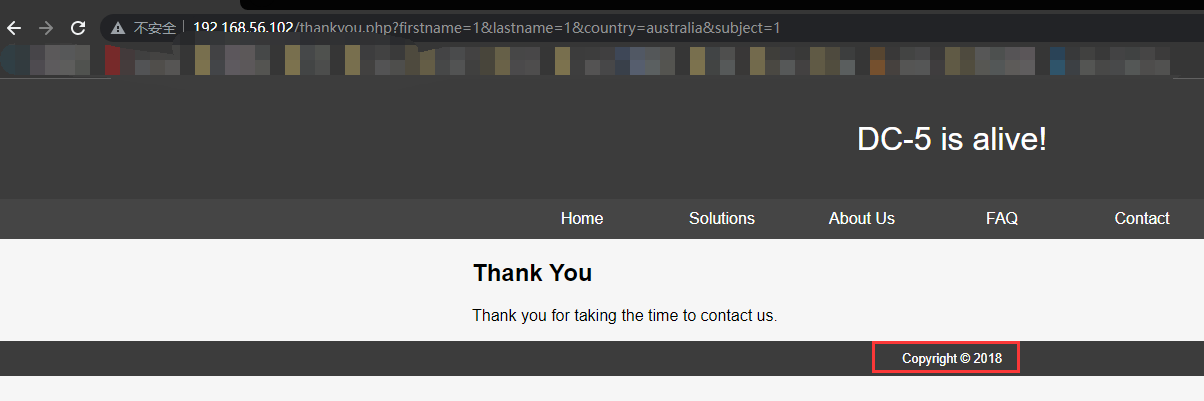 不安全 192.168.56.102/thankyou.php?firstname=1&lastname=1&country=australia&subject=1
DC-5 is alive!
Home Solutions About Us FAQ Contact
Thank You
Thank you for taking the time to contact us.
Copyright © 2018